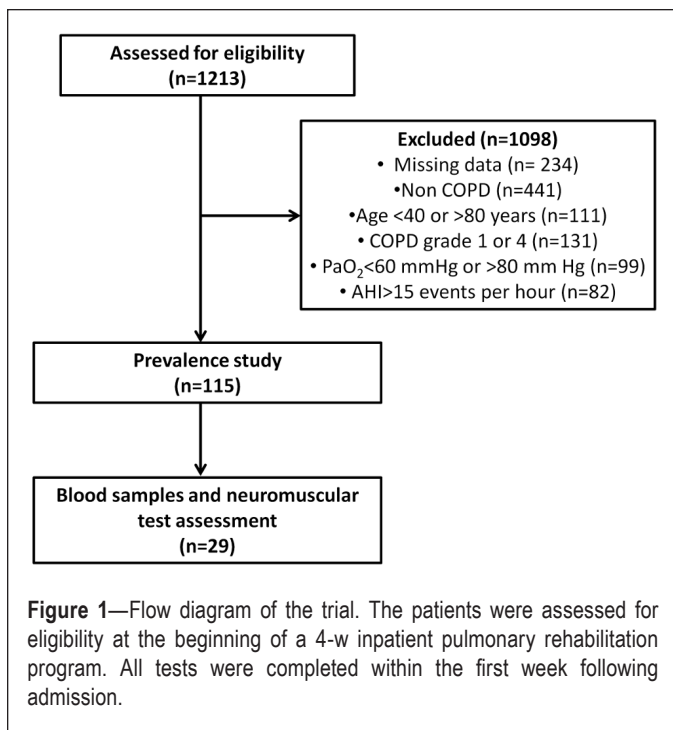 Assessed for eligibility
(n=1213)
Excluded (n=1098)
• Missing data (n= 234)
•Non COPD (n=441)
•Age <40 or >80 years (n=111)
• COPD grade 1 or 4 (n=131)
• PaO₂<60 mmHg or >80 mm Hg (n=99)
• AHI>15 events per hour (n=82)
Prevalence study
(n=115)
Blood samples and neuromuscular
test assessment
(n=29)
Figure 1—Flow diagram of the trial. The patients were assessed for
eligibility at the beginning of a 4-w inpatient pulmonary rehabilitation
program. All tests were completed within the first week following
admission.